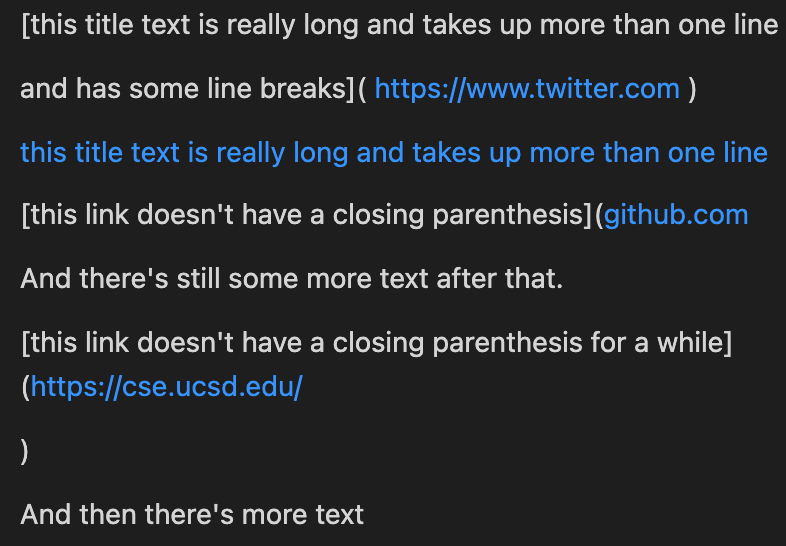 [this title text is really long and takes up more than one line
and has some line breaks]( https://www.twitter.com )
this title text is really long and takes up more than one line
[this link doesn't have a closing parenthesis](github.com
And there's still some more text after that.
[this link doesn't have a closing parenthesis for a while]
(https://cse.ucsd.edu/
)
And then there's more text